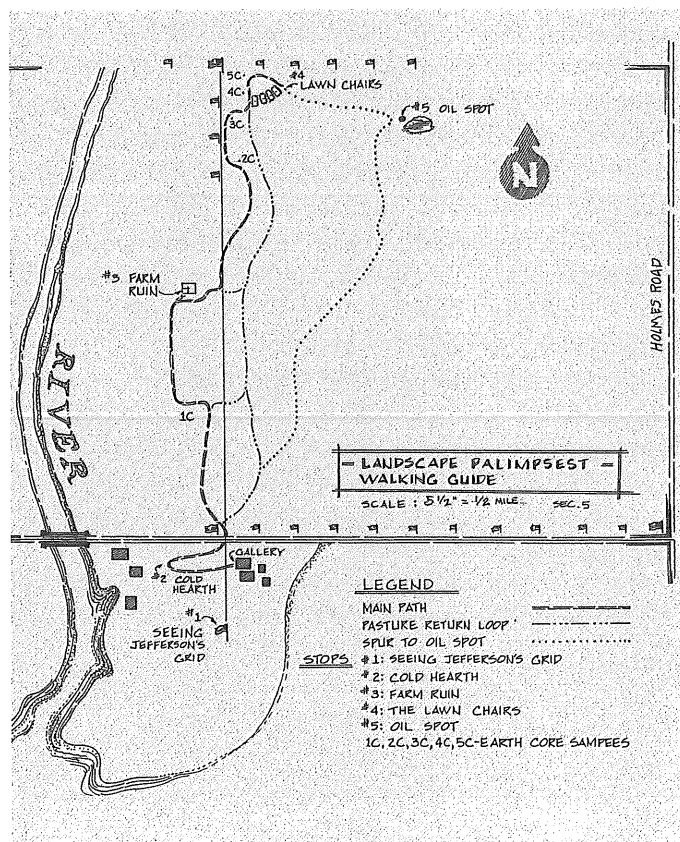 5C
4C
#4
LAWN CHAIRS
3C
#5 OIL SPOT
2C
N
#3 FARM
RUIN
HOLMES ROAD
RIVER
1C
- LANDSCAPE PALIMPSEST -
WALKING GUIDE
SCALE : 5 1/2" = 1/2 MILE. SEC. 5
GALLERY
#2 COLD
HEARTH
#1
SEEING
JEFFERSON'S
GRID
LEGEND
MAIN PATH
PASTURE RETURN LOOP
SPUR TO OIL SPOT
STOPS #1: SEEING JEFFERSON'S GRID
#2: COLD HEARTH
#3: FARM RUIN
#4: THE LAWN CHAIRS
#5: OIL SPOT
1C, 2C, 3C, 4C, 5C-EARTH CORE SAMPEES